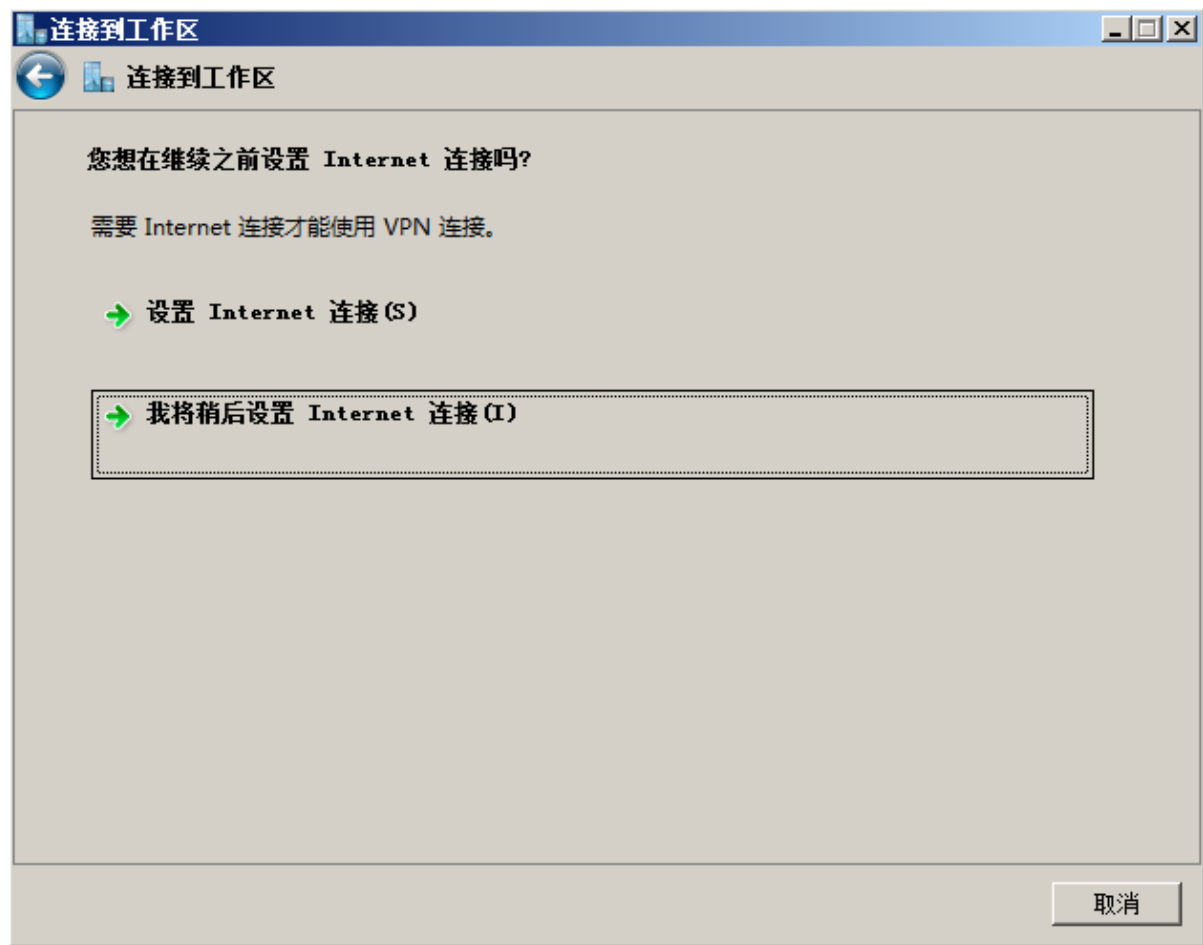 连接到工作区
连接到工作区
您想在继续之前设置 Internet 连接吗?
需要 Internet 连接才能使用 VPN 连接。
设置 Internet 连接(S)
我将稍后设置 Internet 连接(I)
取消